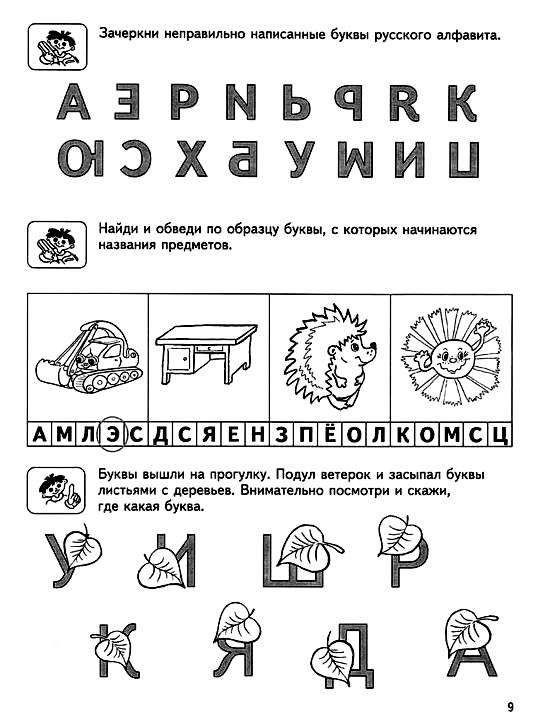 Зачеркни неправильно написанные буквы русского алфавита.
А Ǝ Р N Ь ꟼ R К
Ю Ɔ Х Б У W И Ц
Найди и обведи по образцу буквы, с которых начинаются
названия предметов.
А М Л Э С Д С Я Е Н З П Ё О Л К О М С Ц
Буквы вышли на прогулку. Подул ветерок и засыпал буквы
листьями с деревьев. Внимательно посмотри и скажи,
где какая буква.
У И Ш Р
К Я Д А
9